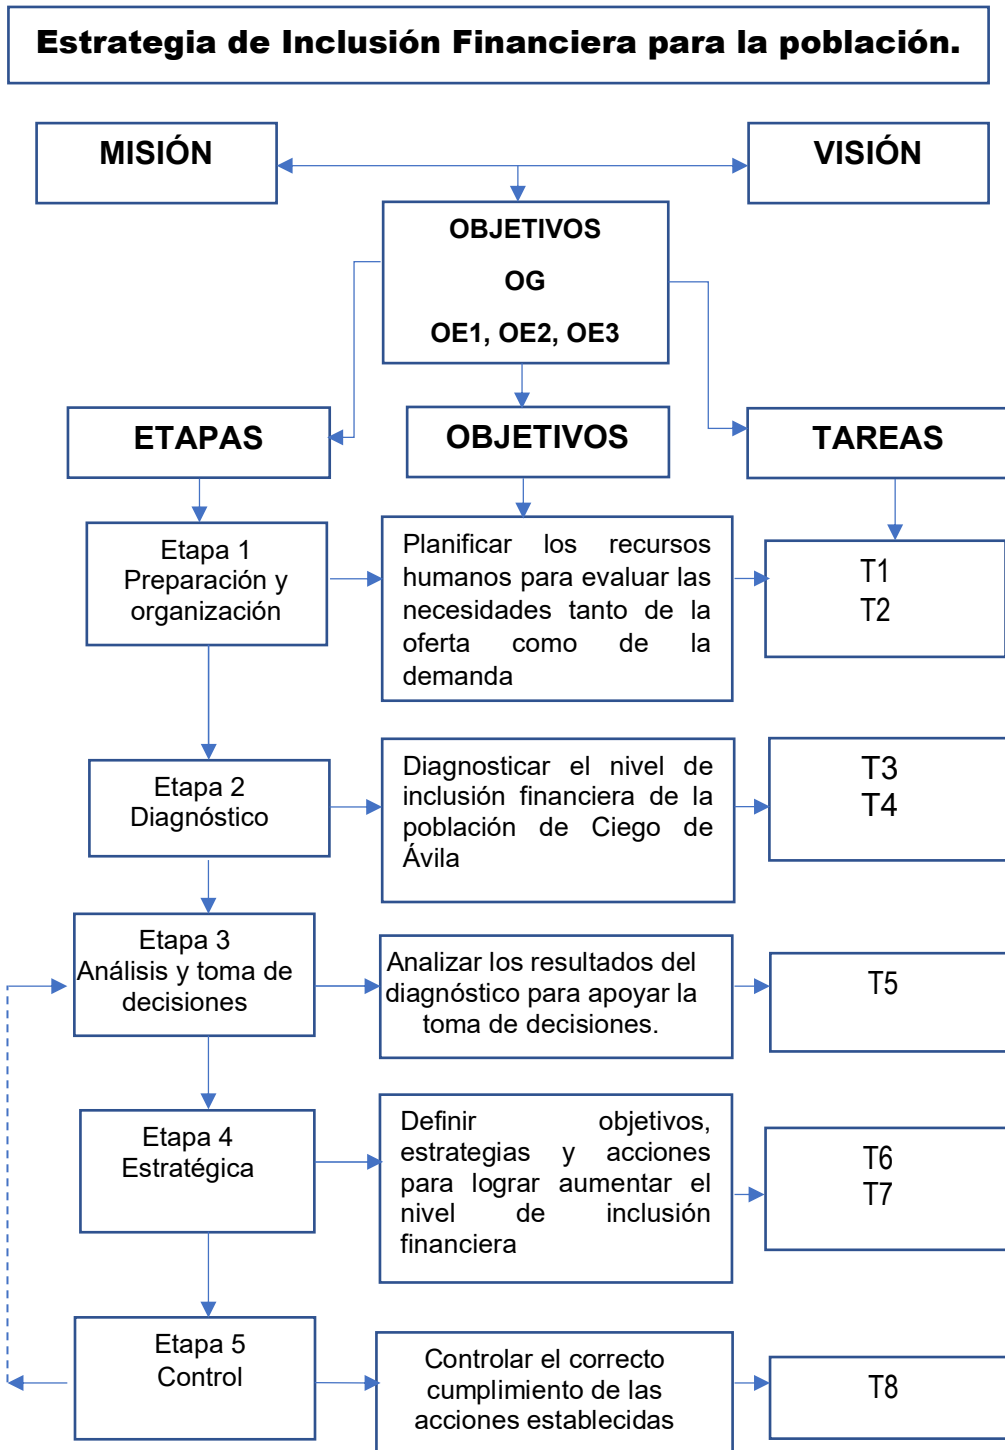 Estrategia de Inclusión Financiera para la población.
MISIÓN
VISIÓN
OBJETIVOS
OG
OE1, OE2, OE3
ETAPAS
OBJETIVOS
TAREAS
Etapa 1
Preparación y
organización
Planificar los recursos
humanos para evaluar las
necesidades tanto de la
oferta como de la
demanda
T1
T2
Etapa 2
Diagnóstico
Diagnosticar el nivel de
inclusión financiera de la
población de Ciego de
Ávila
T3
T4
Etapa 3
Análisis y toma de
decisiones
Analizar los resultados del
diagnóstico para apoyar la
toma de decisiones.
T5
Etapa 4
Estratégica
Definir objetivos,
estrategias y acciones
para lograr aumentar el
nivel de inclusión
financiera
T6
T7
Etapa 5
Control
Controlar el correcto
cumplimiento de las
acciones establecidas
T8